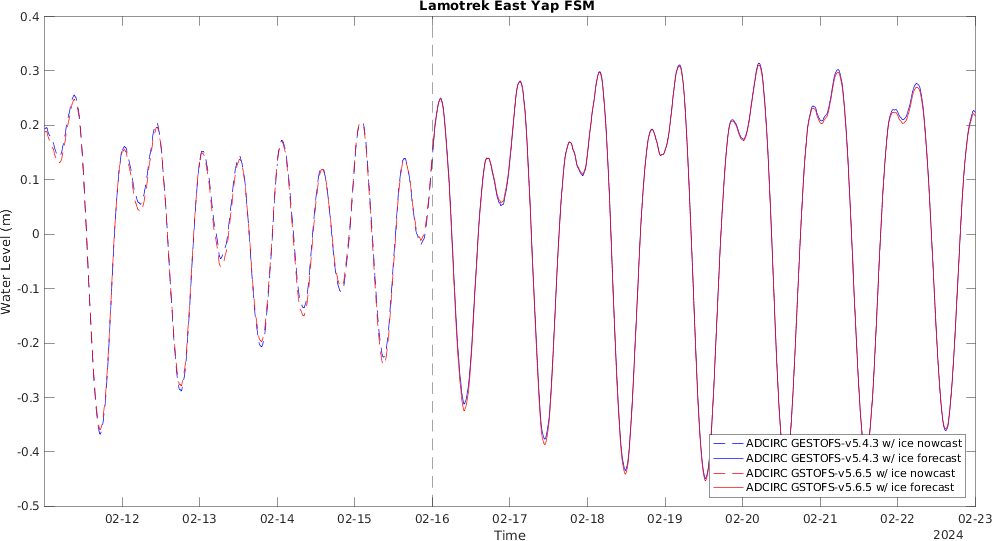 Lamotrek East Yap FSM
0.4
0.3
0.2
0.1
0
-0.1
-0.2
-0.3
-0.4
-0.5
Water Level (m)
ADCIRC GESTOFS-v5.4.3 w/ ice nowcast
ADCIRC GESTOFS-v5.4.3 w/ ice forecast
ADCIRC GSTOFS-v5.6.5 w/ ice nowcast
ADCIRC GSTOFS-v5.6.5 w/ ice forecast
02-12 02-13 02-14 02-15 02-16 02-17 02-18 02-19 02-20 02-21 02-22 02-23
Time
2024